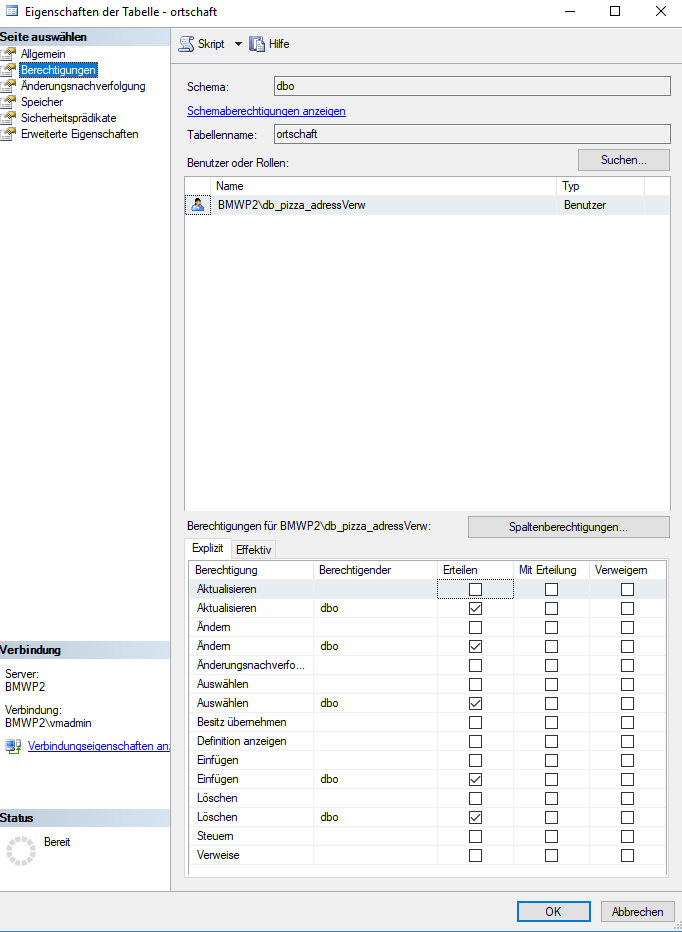 Eigenschaften der Tabelle - ortschaft
Seite auswählen
Allgemein
Berechtigungen
Änderungsnachverfolgung
Speicher
Sicherheitsprädikate
Erweiterte Eigenschaften
Skript
Hilfe
Schema:
dbo
Schemaberechtigungen anzeigen
Tabellenname:
ortschaft
Benutzer oder Rollen:
Suchen...
Name Typ
BMWP2\db_pizza_adressVerw Benutzer
Berechtigungen für BMWP2\db_pizza_adressVerw:
Spaltenberechtigungen...
Explizit Effektiv
Berechtigung Berechtigender Erteilen Mit Erteilung Verweigern
Aktualisieren
Aktualisieren dbo
Ändern
Ändern dbo
Änderungsnachverfo...
Auswählen
Auswählen dbo
Besitz übernehmen
Definition anzeigen
Einfügen
Einfügen dbo
Löschen
Löschen dbo
Steuern
Verweise
Verbindung
Server:
BMWP2
Verbindung:
BMWP2\vmadmin
Verbindungseigenschaften an
Status
Bereit
OK
Abbrechen